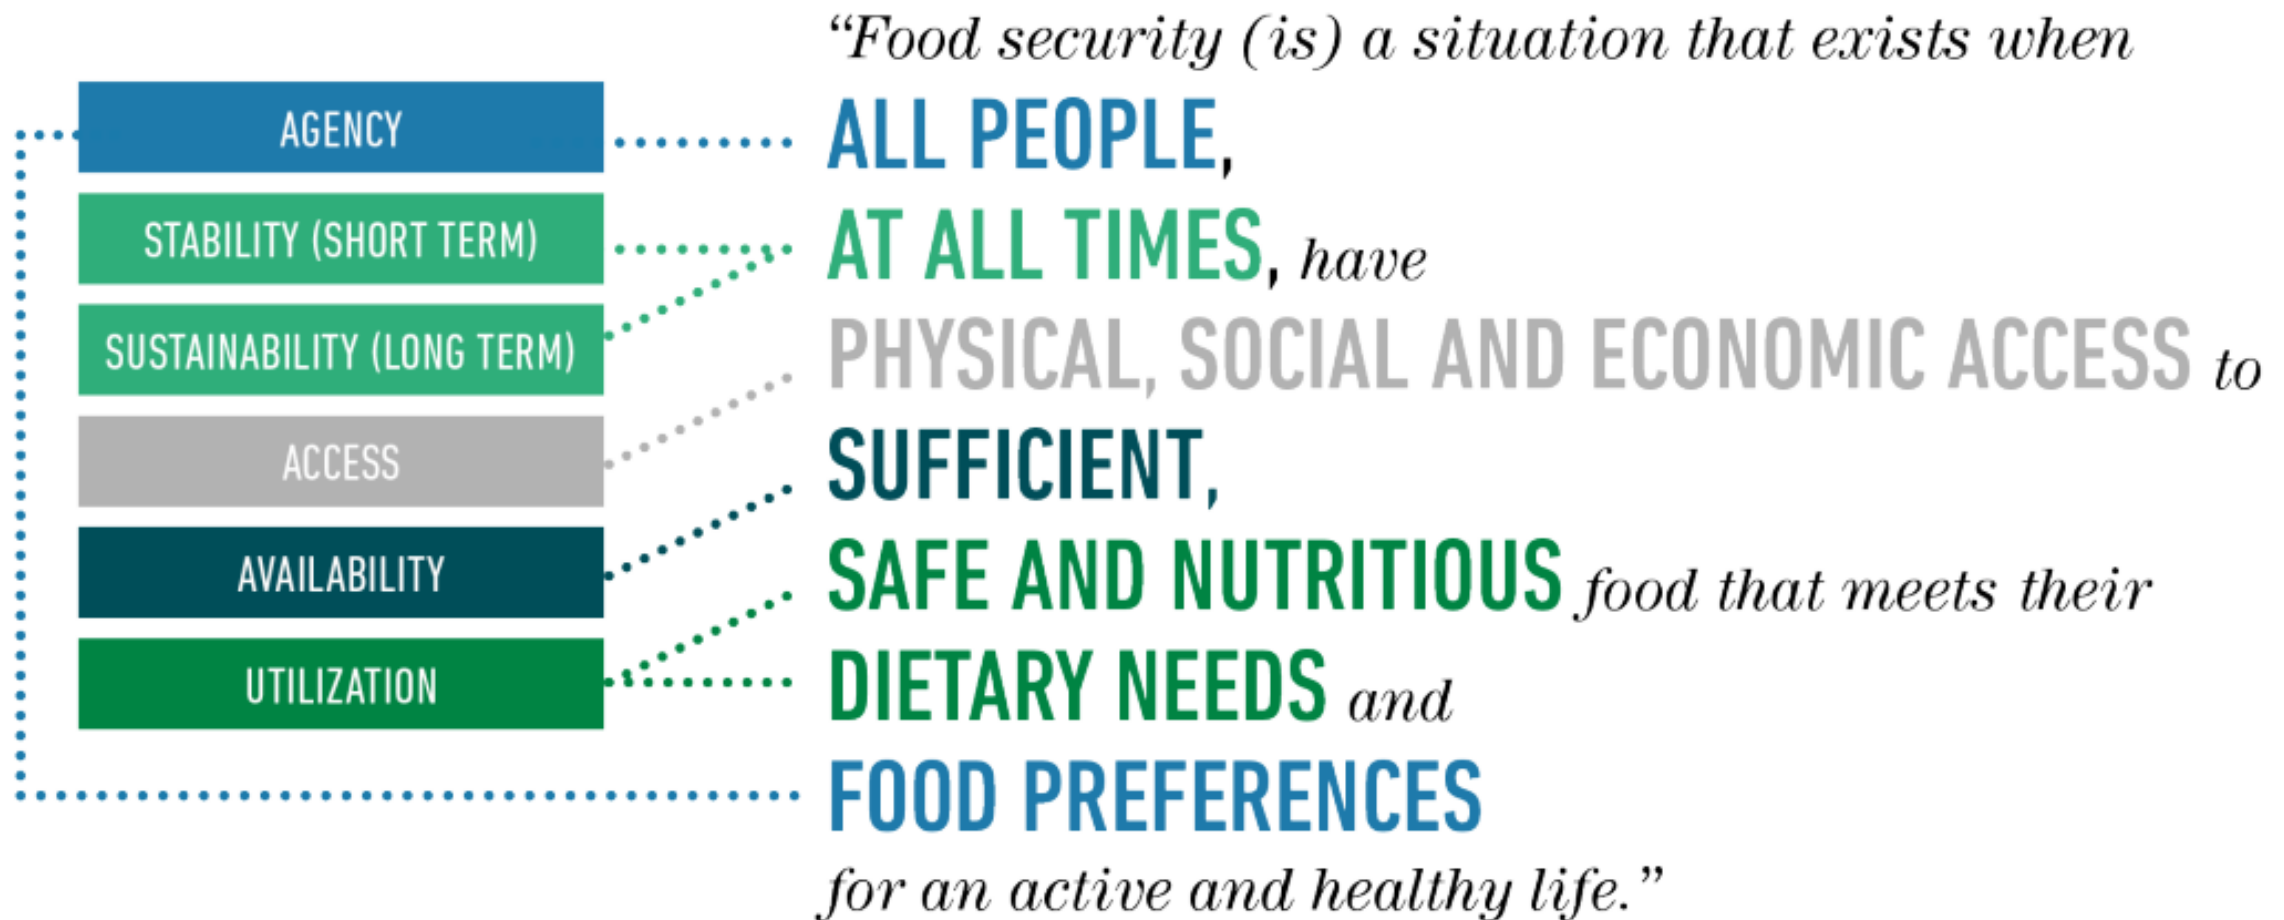 “Food security (is) a situation that exists when
AGENCY
ALL PEOPLE,
STABILITY (SHORT TERM)
AT ALL TIMES, have
SUSTAINABILITY (LONG TERM)
PHYSICAL, SOCIAL AND ECONOMIC ACCESS to
ACCESS
SUFFICIENT,
AVAILABILITY
SAFE AND NUTRITIOUS food that meets their
UTILIZATION
DIETARY NEEDS and
FOOD PREFERENCES
for an active and healthy life.”